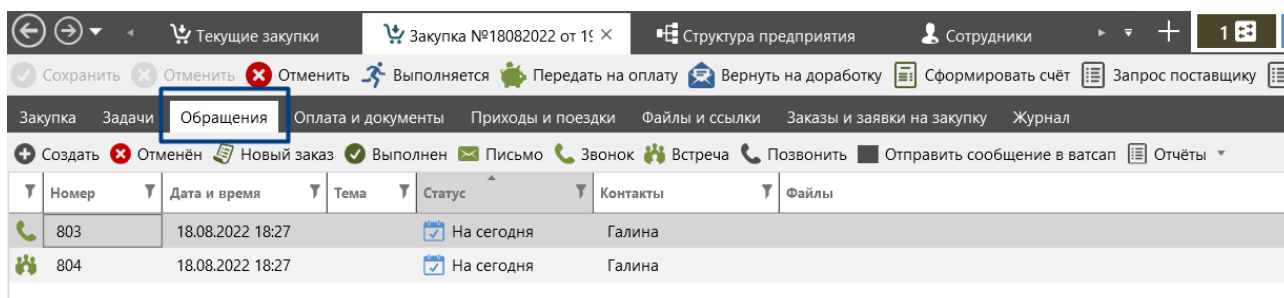 Текущие закупки Закупка №18082022 от 19 Структура предприятия Сотрудники 1
Сохранить Отменить Отменить Выполняется Передать на оплату Вернуть на доработку Сформировать счёт Запрос поставщику
Закупка Задачи Обращения Оплата и документы Приходы и поездки Файлы и ссылки Заказы и заявки на закупку Журнал
Создать Отменён Новый заказ Выполнен Письмо Звонок Встреча Позвонить Отправить сообщение в ватсап Отчёты
Номер Дата и время Тема Статус Контакты Файлы
803 18.08.2022 18:27 На сегодня Галина
804 18.08.2022 18:27 На сегодня Галина